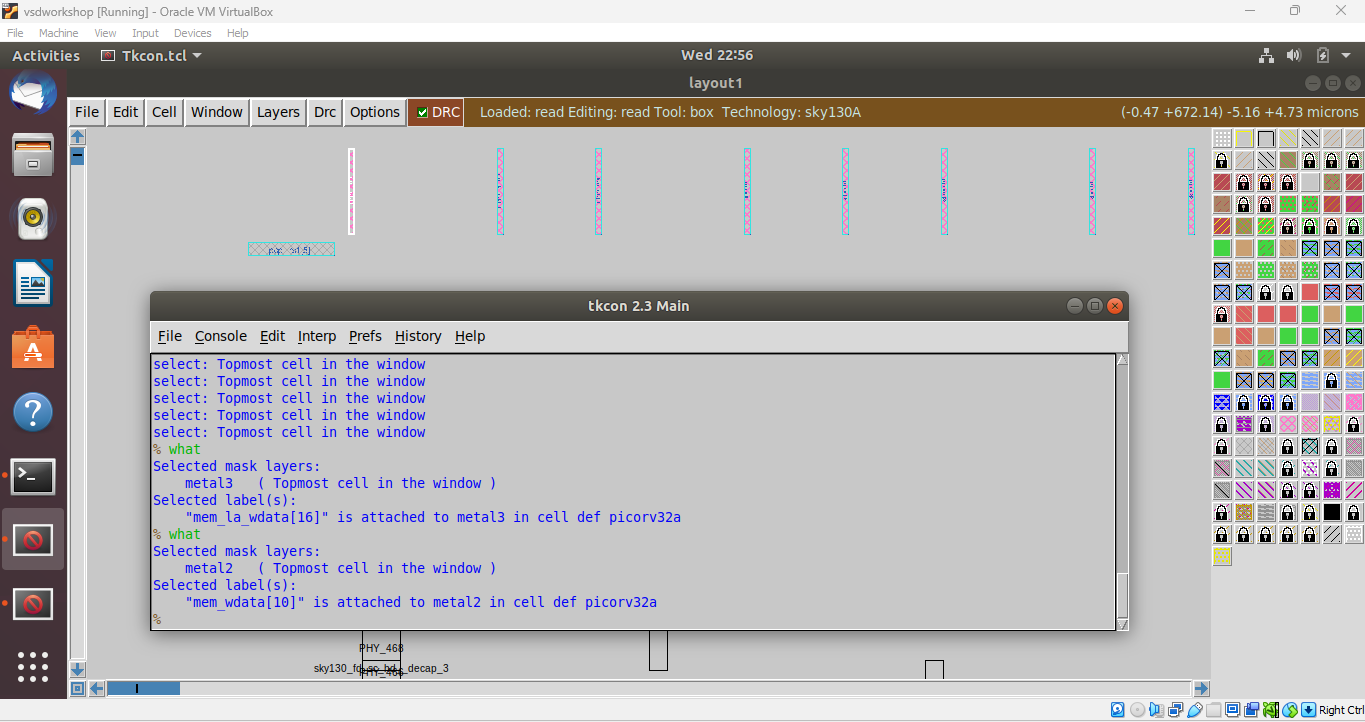 vsdworkshop [Running] - Oracle VM VirtualBox
File Machine View Input Devices Help
Activities Tkcon.tcl Wed 22:56
layout1
File Edit Cell Window Layers Drc Options DRC Loaded: read Editing: read Tool: box Technology: sky130A (-0.47 +672.14) -5.16 +4.73 microns
tkcon 2.3 Main
File Console Edit Interp Prefs History Help
select: Topmost cell in the window
select: Topmost cell in the window
select: Topmost cell in the window
select: Topmost cell in the window
select: Topmost cell in the window
% what
Selected mask layers:
metal3 ( Topmost cell in the window )
Selected label(s):
"mem_la_wdata[16]" is attached to metal3 in cell def picorv32a
% what
Selected mask layers:
metal2 ( Topmost cell in the window )
Selected label(s):
"mem_wdata[10]" is attached to metal2 in cell def picorv32a
%
PHY_468
Right Ctrl